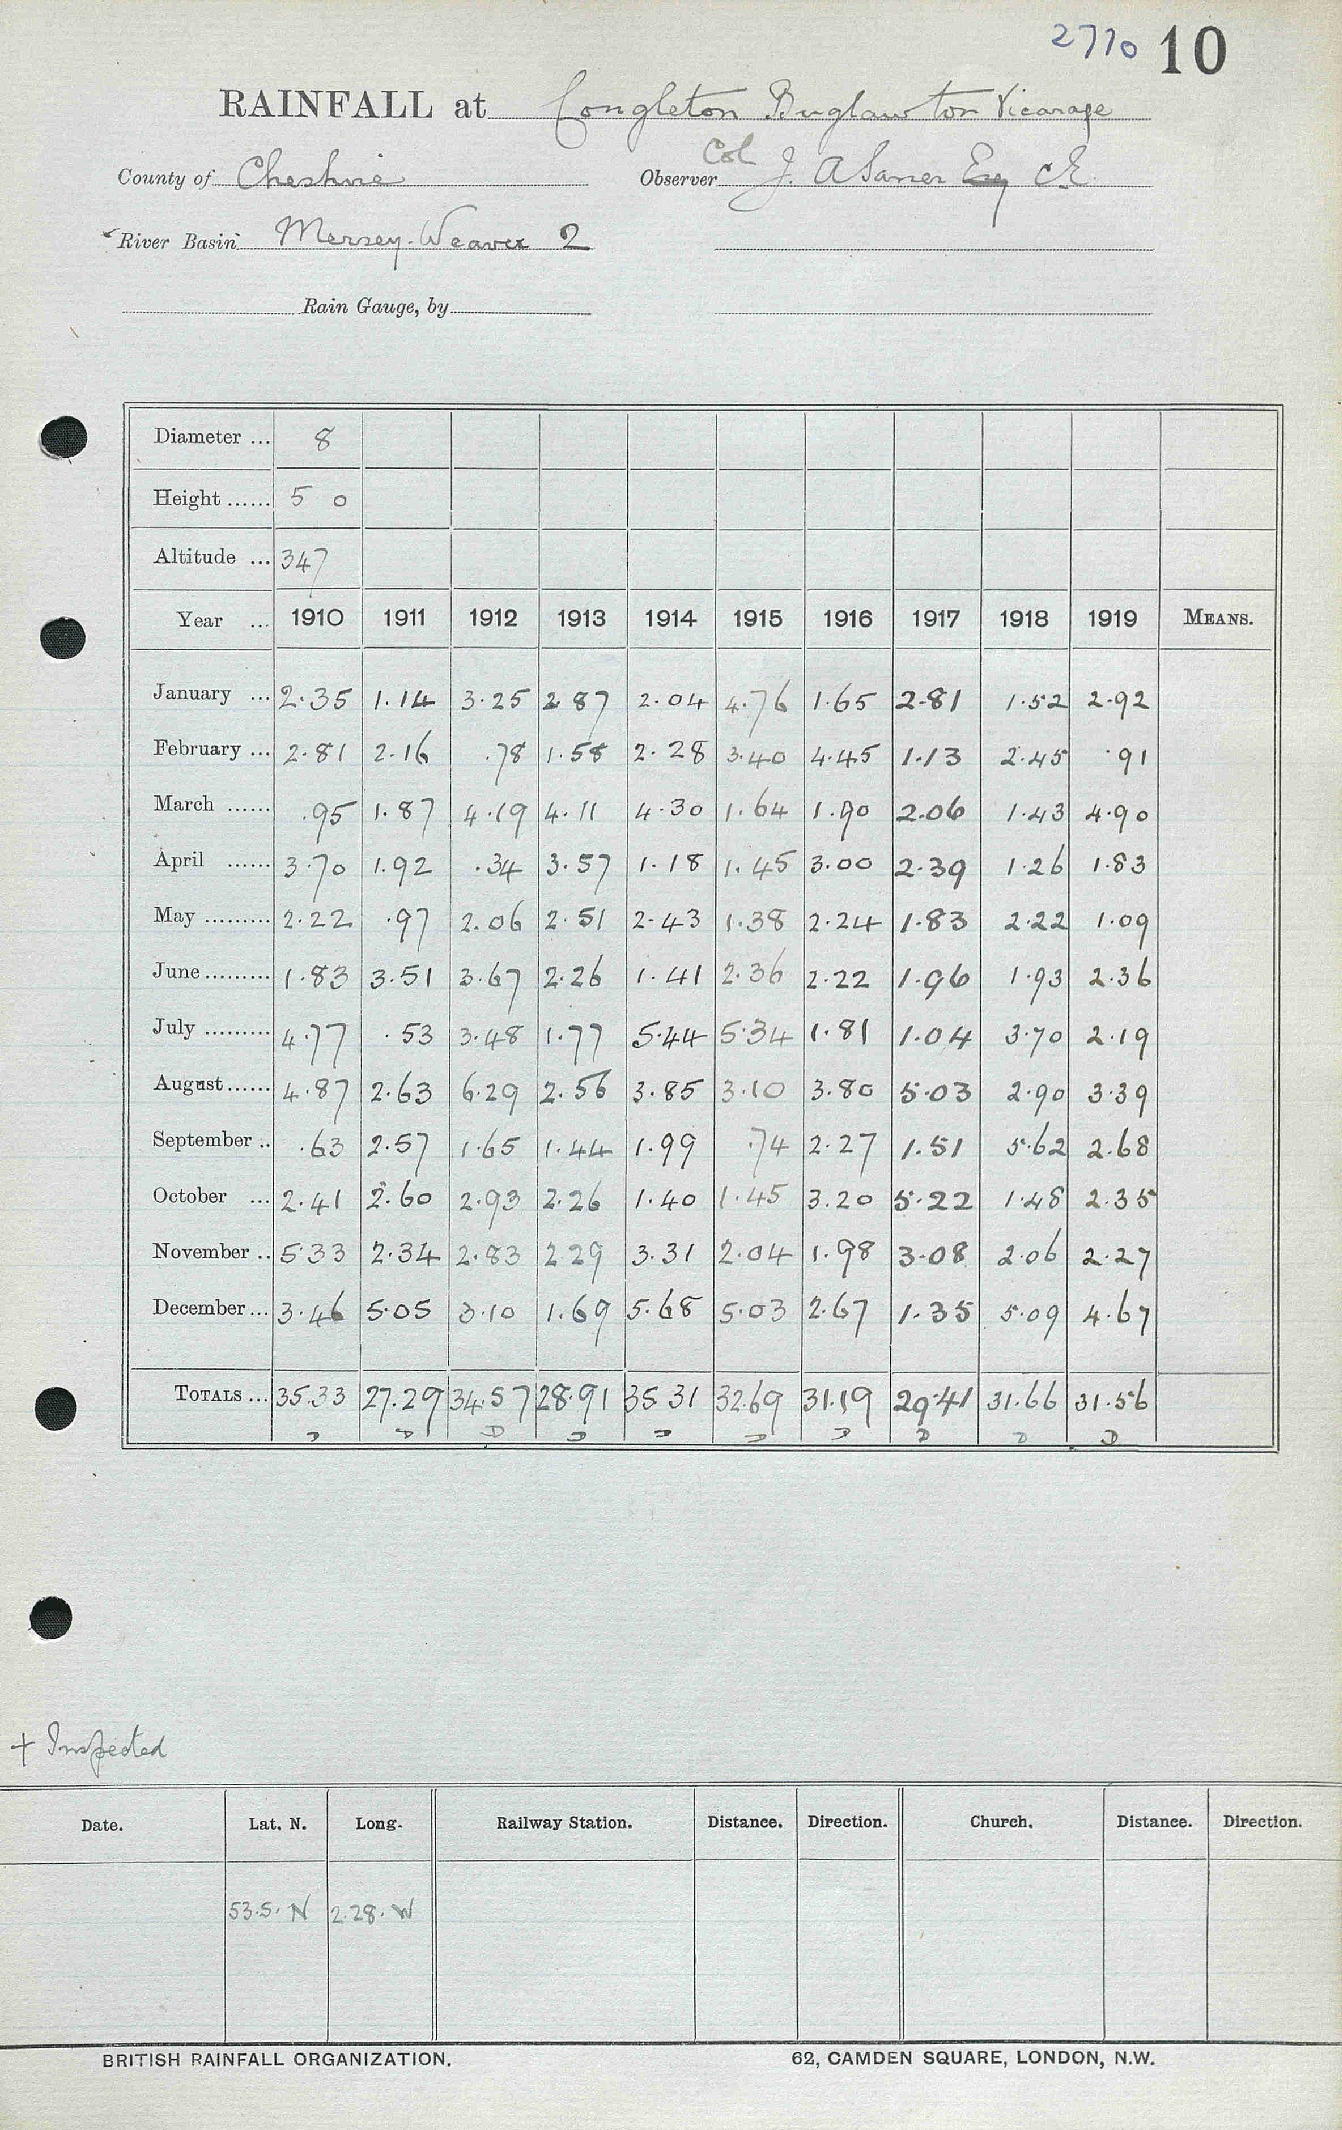 2770 10
RAINFALL at Congleton Buglawton Vicarage
County of Cheshire Observer Col J. A Saner Esq CE
River Basin Mersey-Weaver 2
Rain Gauge, by
Diameter ... 8
Height ...... 5 0
Altitude ... 347
Year ... 1910 1911 1912 1913 1914 1915 1916 1917 1918 1919 MEANS.
January ... 2.35 1.14 3.25 2 87 2.04 4.76 1.65 2.81 1.52 2.92
February ... 2.81 2.16 .78 1.58 2.28 3.40 4.45 1.13 2.45 .91
March ...... .95 1.87 4.19 4.11 4.30 1.64 1.90 2.06 1.43 4.90
April ...... 3.70 1.92 .34 3.57 1.18 1.45 3.00 2.39 1.26 1.83
May ......... 2.22 .97 2.06 2.51 2.43 1.38 2.24 1.83 2.22 1.09
June ......... 1.83 3.51 3.67 2.26 1.41 2.36 2.22 1.96 1.93 2.36
July ......... 4.77 .53 3.48 1.77 5.44 5.34 1.81 1.04 3.70 2.19
August ...... 4.87 2.63 6.29 2.56 3.85 3.10 3.80 5.03 2.90 3.39
September .. .63 2.57 1.65 1.44 1.99 .74 2.27 1.51 5.62 2.68
October ... 2.41 2.60 2.93 2.26 1.40 1.45 3.20 5.22 1.48 2.35
November .. 5.33 2.34 2.83 2.29 3.31 2.04 1.98 3.08 2.06 2.27
December ... 3.46 5.05 3.10 1.69 5.68 5.03 2.67 1.35 5.09 4.67
TOTALS ... 35.33 27.29 34.57 28.91 35.31 32.69 31.19 29.41 31.66 31.56
D D D D D D D D D D
+ Inspected
Date. Lat. N. Long. Railway Station. Distance. Direction. Church. Distance. Direction.
53.5. N 2.28. W
BRITISH RAINFALL ORGANIZATION. 62, CAMDEN SQUARE, LONDON, N.W.